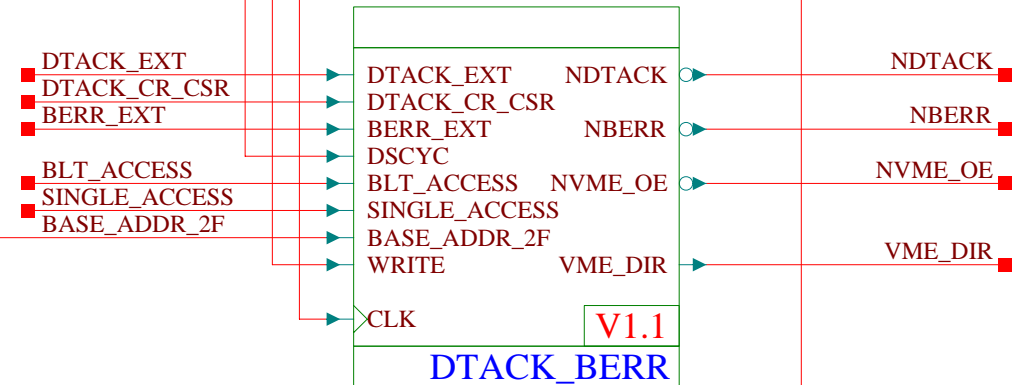 DTACK_EXT
DTACK_CR_CSR
BERR_EXT
BLT_ACCESS
SINGLE_ACCESS
BASE_ADDR_2F
DTACK_EXT NDTACK
DTACK_CR_CSR
BERR_EXT NBERR
DSCYC
BLT_ACCESS NVME_OE
SINGLE_ACCESS
BASE_ADDR_2F
WRITE VME_DIR
CLK
V1.1
DTACK_BERR
NDTACK
NBERR
NVME_OE
VME_DIR